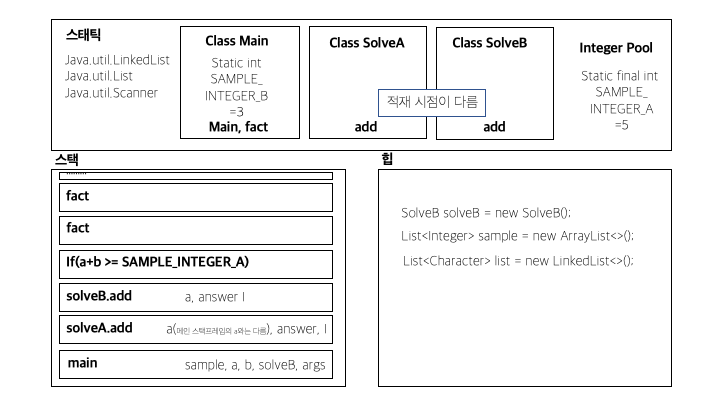 스태틱
Java.util.LinkedList
Java.util.List
Java.util.Scanner
Class Main
Static int
SAMPLE_
INTEGER_B
=3
Main, fact
Class SolveA
add
Class SolveB
add
적재 시점이 다름
Integer Pool
Static final int
SAMPLE_
INTEGER_A
=5
스택
........
fact
fact
If(a+b >= SAMPLE_INTEGER_A)
solveB.add a, answer l
solveA.add a(메인 스택프레임의 a와는 다름), answer, l
main sample, a, b, solveB, args
힙
SolveB solveB = new SolveB();
List<Integer> sample = new ArrayList<>();
List<Character> list = new LinkedList<>();